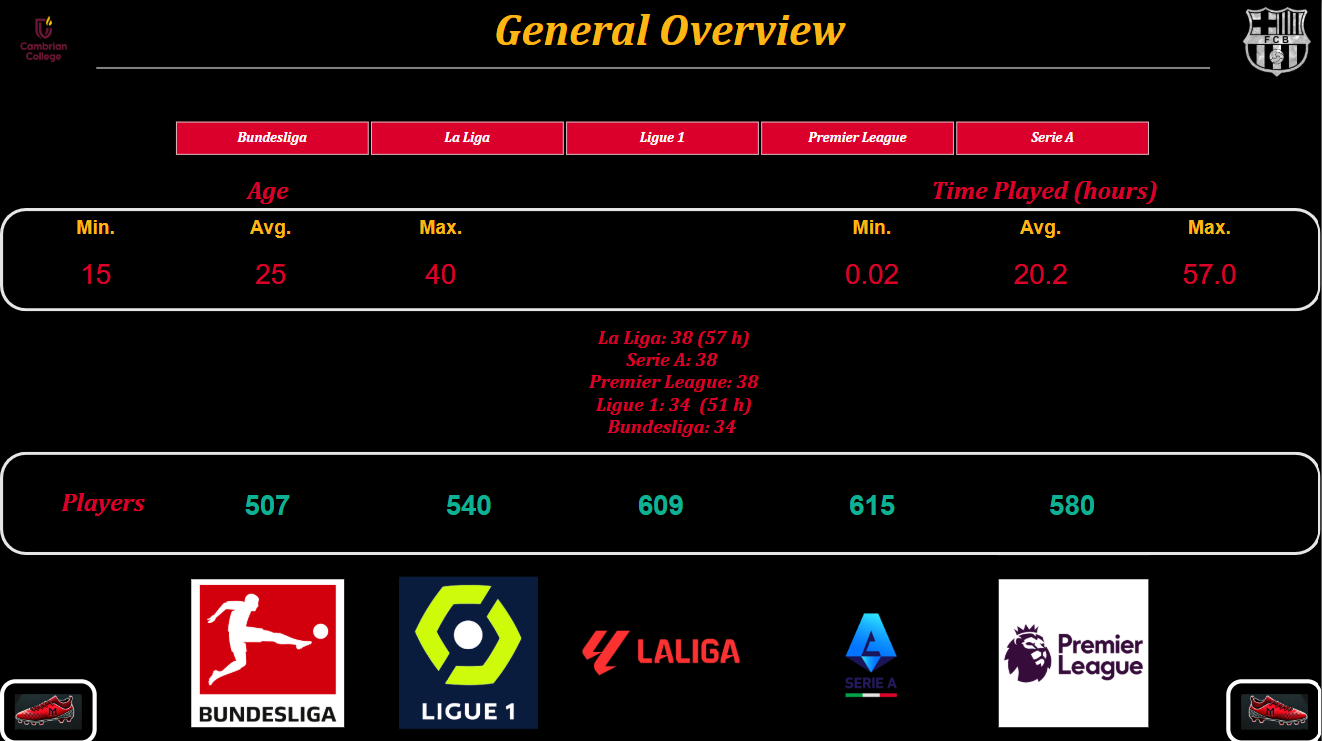 Cambrian
College
General Overview
FCB
Bundesliga
La Liga
Ligue 1
Premier League
Serie A
Age
Time Played (hours)
Min. Avg. Max.
Min. Avg. Max.
15 25 40
0.02 20.2 57.0
La Liga: 38 (57 h)
Serie A: 38
Premier League: 38
Ligue 1: 34 (51 h)
Bundesliga: 34
Players 507 540 609 615 580
BUNDESLIGA
LIGUE 1
LALIGA
SERIE A
Premier
League